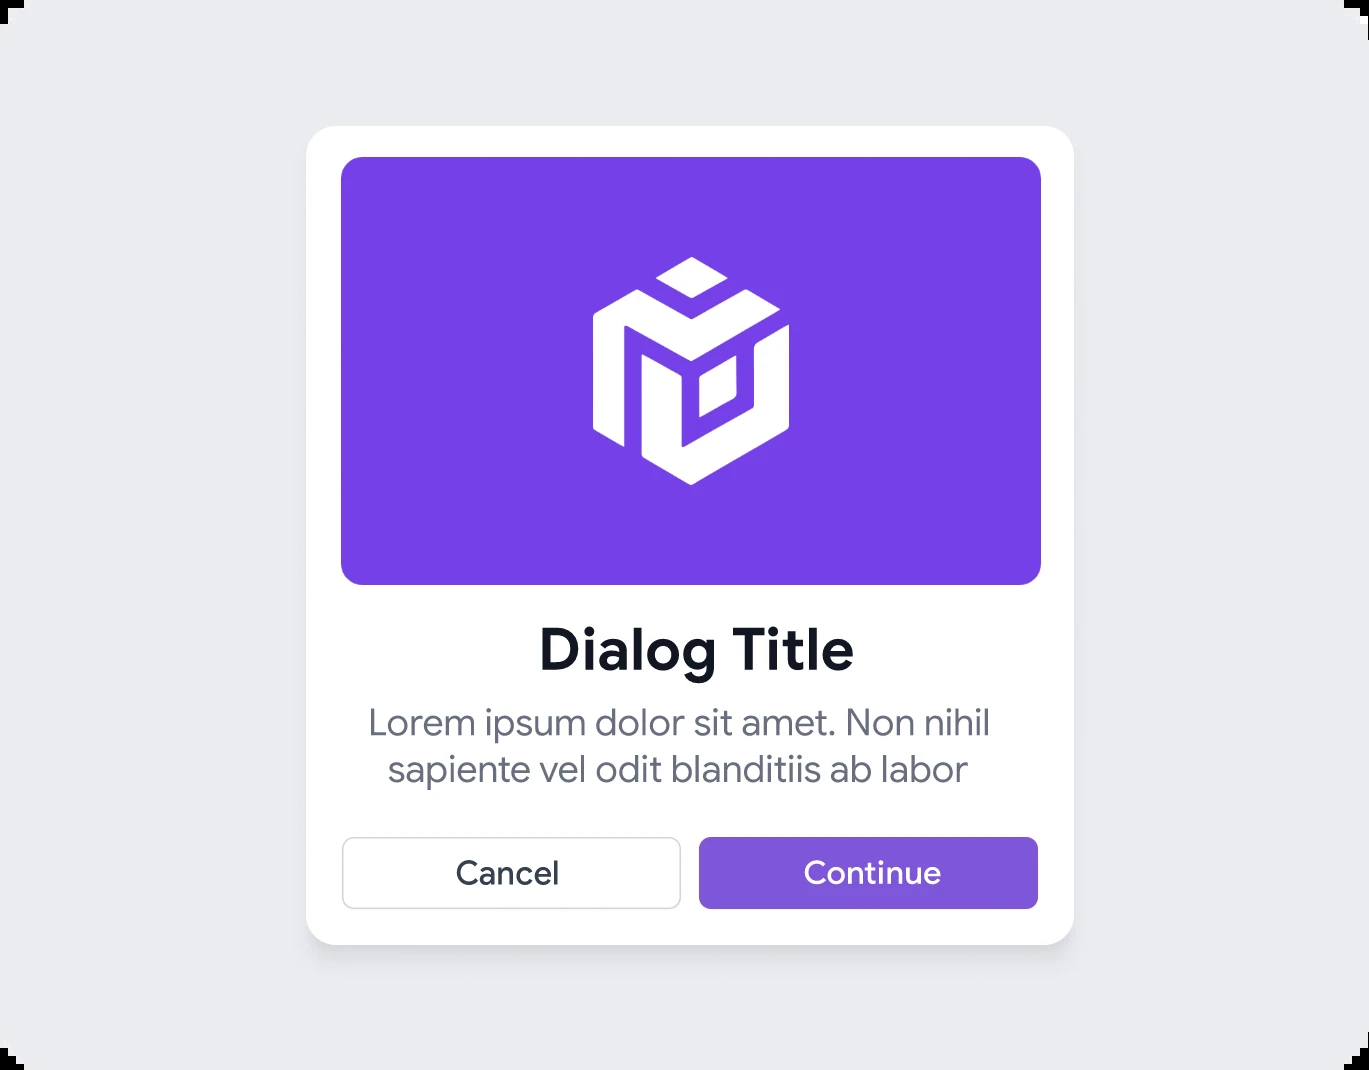 Dialog Title
Lorem ipsum dolor sit amet. Non nihil
sapiente vel odit blanditiis ab labor
Cancel
Continue